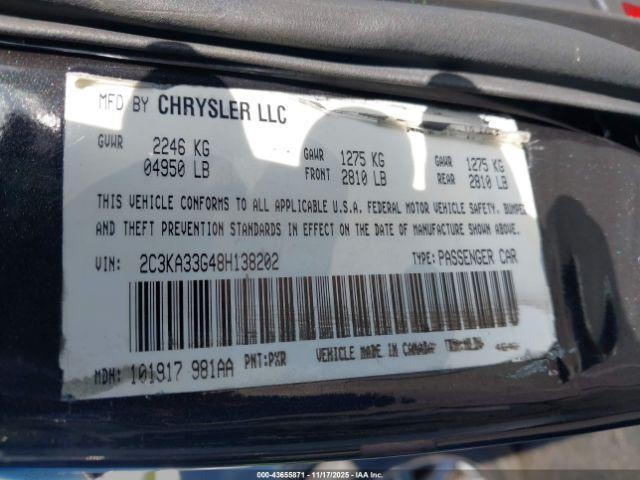 MFD BY CHRYSLER LLC
GVWR 2246 KG GAWR 1275 KG GAWR 1275 KG
04950 LB FRONT 2810 LB REAR 2810 LB
THIS VEHICLE CONFORMS TO ALL APPLICABLE U.S.A. FEDERAL MOTOR VEHICLE SAFETY, BUMPER
AND THEFT PREVENTION STANDARDS IN EFFECT ON THE DATE OF MANUFACTURE SHOWN ABOVE.
VIN: 2C3KA33G48H138202 TYPE: PASSENGER CAR
MDH: 101917 981AA PNT: PXR VEHICLE MADE IN CANADA
000-43655871 11/17/2025 IAA Inc.